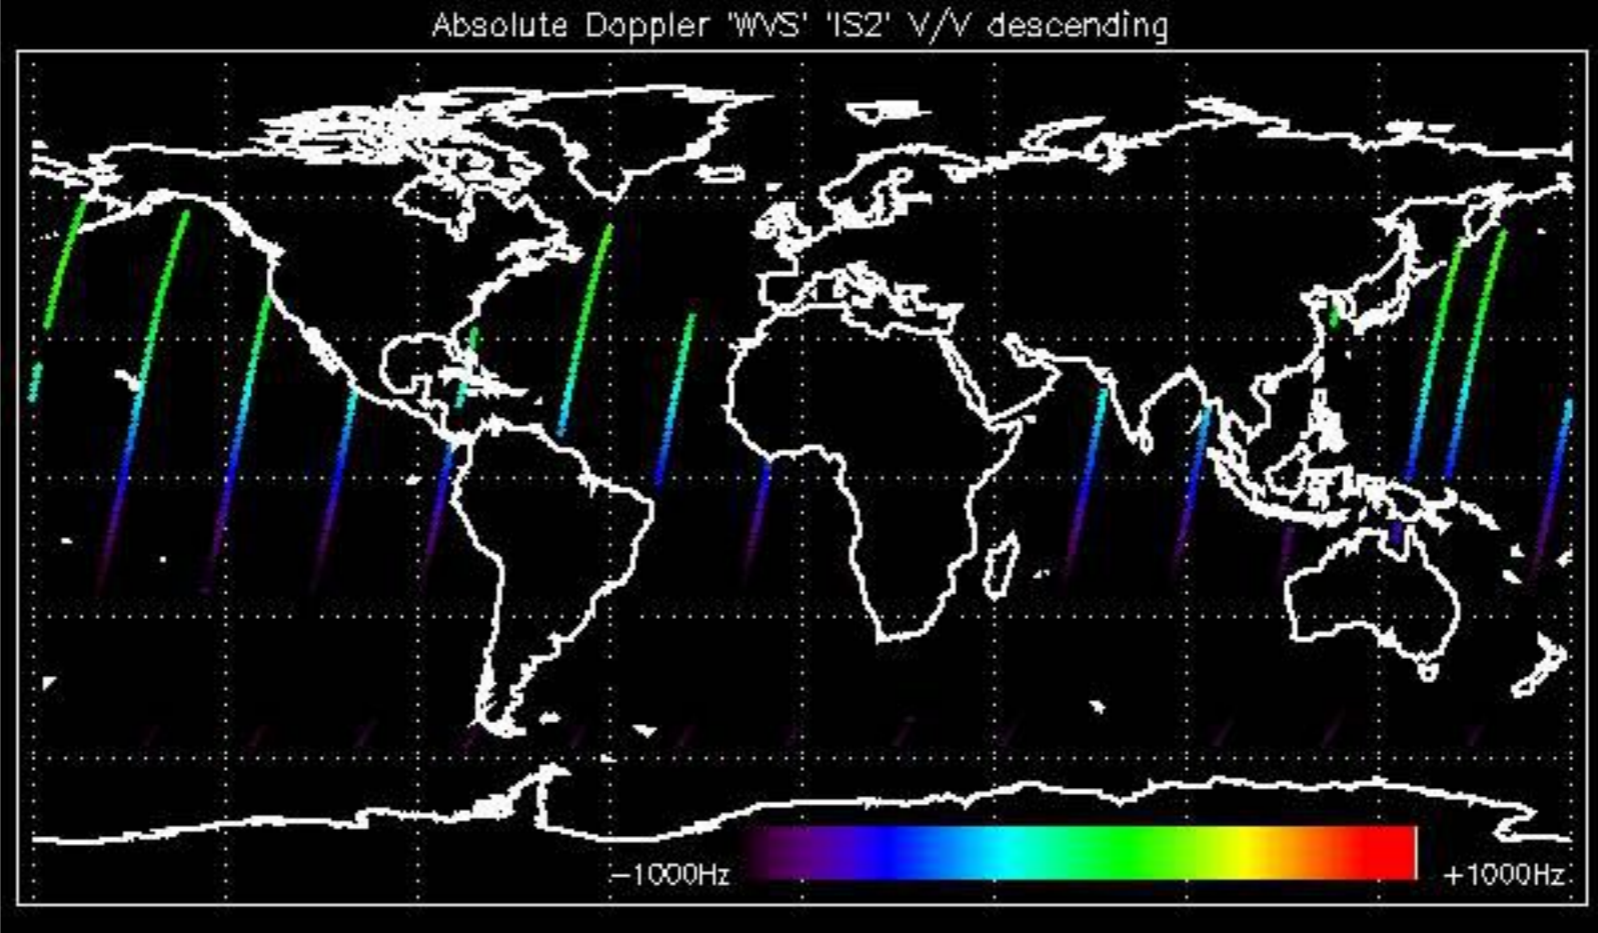 Absolute Doppler 'WVS' 'IS2' V/V descending
−1000Hz +1000Hz